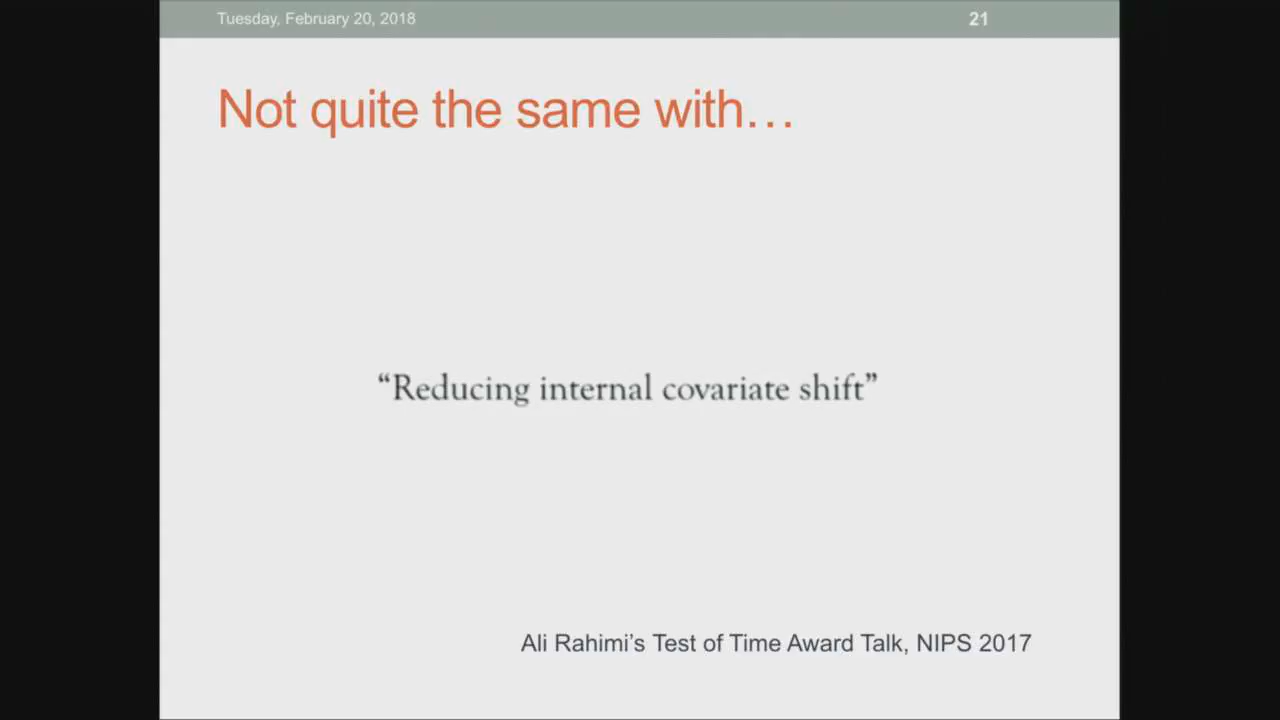 Tuesday, February 20, 2018
21
Not quite the same with…
“Reducing internal covariate shift”
Ali Rahimi’s Test of Time Award Talk, NIPS 2017